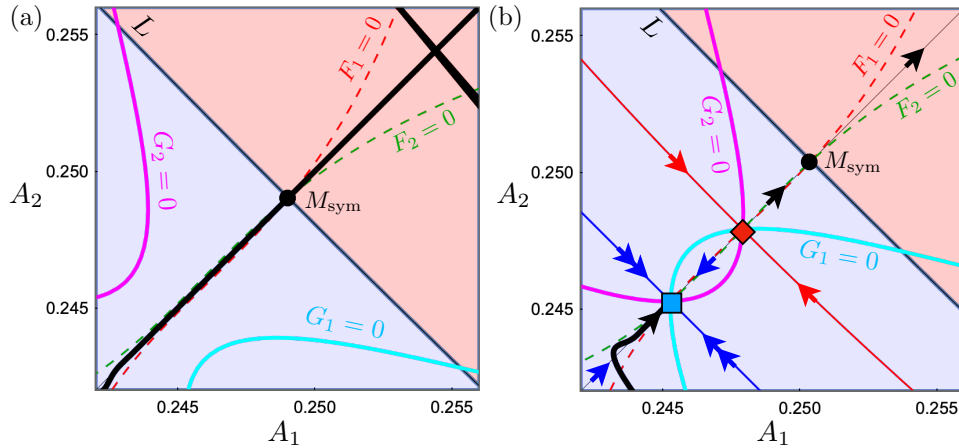 (a)
0.255
0.250
0.245
A₂
L
F₁ = 0
F₂ = 0
G₂ = 0
M_sym
G₁ = 0
0.245
0.250
0.255
A₁
(b)
0.255
0.250
0.245
A₂
L
F₁ = 0
F₂ = 0
G₂ = 0
M_sym
G₁ = 0
0.245
0.250
0.255
A₁